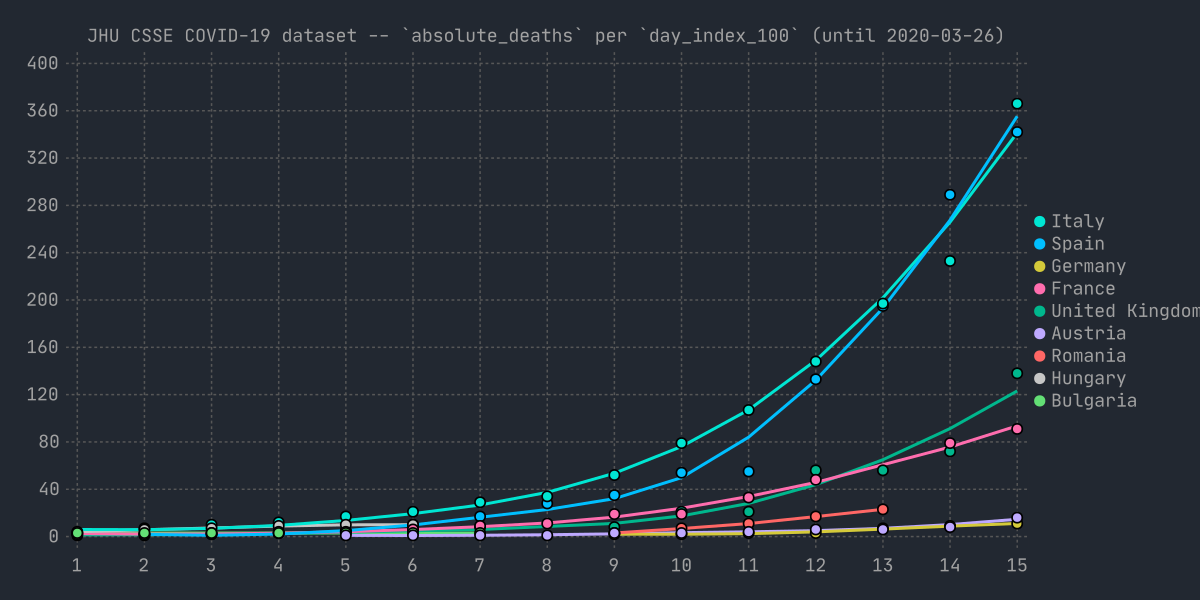 JHU CSSE COVID-19 dataset -- `absolute_deaths` per `day_index_100` (until 2020-03-26)
400
360
320
280
240
200
160
120
80
40
0
1 2 3 4 5 6 7 8 9 10 11 12 13 14 15
Italy
Spain
Germany
France
United Kingdom
Austria
Romania
Hungary
Bulgaria